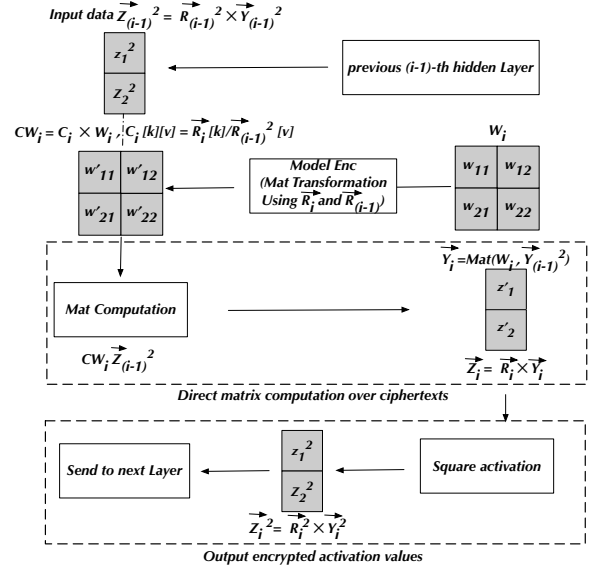 Input data Z(i-1)² = R(i-1)² × Y(i-1)²
z₁²
Z₂²
previous (i-1)-th hidden Layer
CWᵢ = Cᵢ × Wᵢ, Cᵢ [k][v] = Rᵢ [k]/R(i-1)² [v]
Wᵢ
w'₁₁ w'₁₂
w'₂₁ w'₂₂
Model Enc
(Mat Transformation
Using Rᵢ and R(i-1))
w₁₁ w₁₂
w₂₁ w₂₂
Yᵢ=Mat(Wᵢ, Y(i-1)²)
Mat Computation
z'₁
z'₂
CWᵢ Z(i-1)²
Zᵢ = Rᵢ × Yᵢ
Direct matrix computation over ciphertexts
Send to next Layer
z₁²
Z₂²
Square activation
Zᵢ² = Rᵢ² × Yᵢ²
Output encrypted activation values